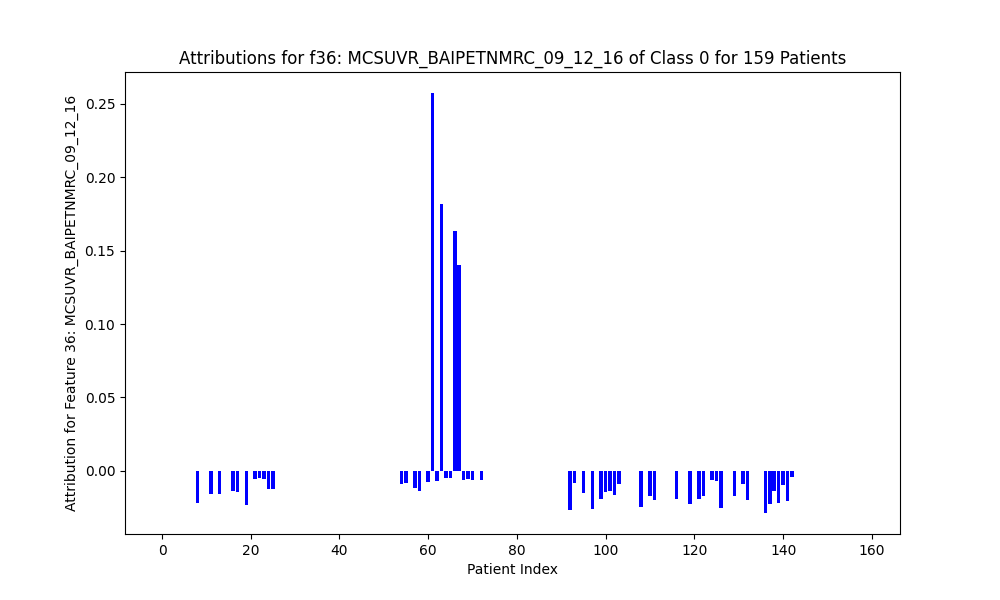 Attributions for f36: MCSUVR_BAIPETNMRC_09_12_16 of Class 0 for 159 Patients
Attribution for Feature 36: MCSUVR_BAIPETNMRC_09_12_16
0.25
0.20
0.15
0.10
0.05
0.00
0 20 40 60 80 100 120 140 160
Patient Index